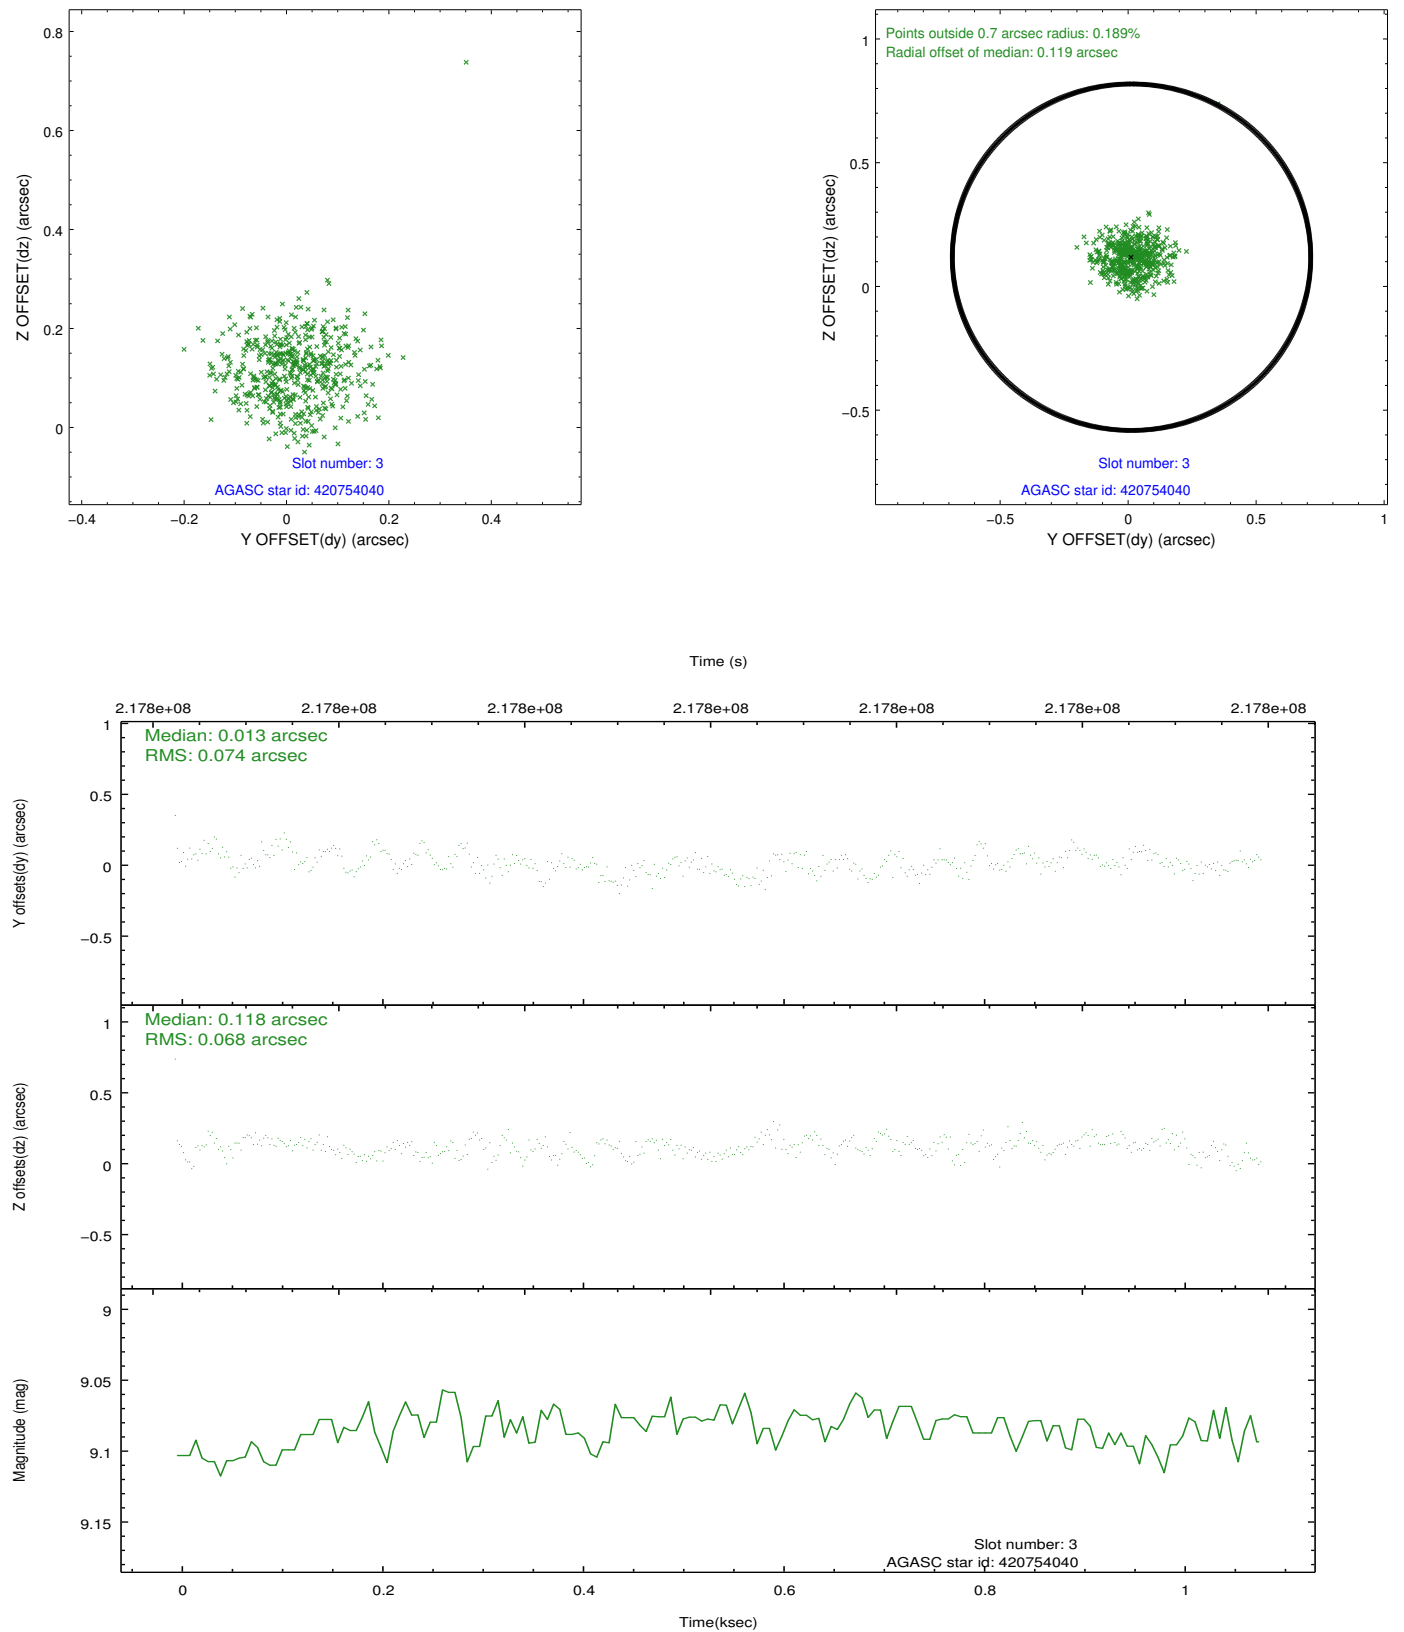 0.8
0.6
0.4
0.2
0
Z OFFSET(dz) (arcsec)
Slot number: 3
AGASC star id: 420754040
−0.4 −0.2 0 0.2 0.4
Y OFFSET(dy) (arcsec)
Points outside 0.7 arcsec radius: 0.189%
Radial offset of median: 0.119 arcsec
1
0.5
0
−0.5
Z OFFSET(dz) (arcsec)
Slot number: 3
AGASC star id: 420754040
−0.5 0 0.5 1
Y OFFSET(dy) (arcsec)
Time (s)
2.178e+08 2.178e+08 2.178e+08 2.178e+08 2.178e+08 2.178e+08 2.178e+08
Median: 0.013 arcsec
RMS: 0.074 arcsec
1
0.5
0
−0.5
Y offsets(dy) (arcsec)
Median: 0.118 arcsec
RMS: 0.068 arcsec
1
0.5
0
−0.5
Z offsets(dz) (arcsec)
9
9.05
9.1
9.15
Magnitude (mag)
Slot number: 3
AGASC star id: 420754040
0 0.2 0.4 0.6 0.8 1
Time(ksec)